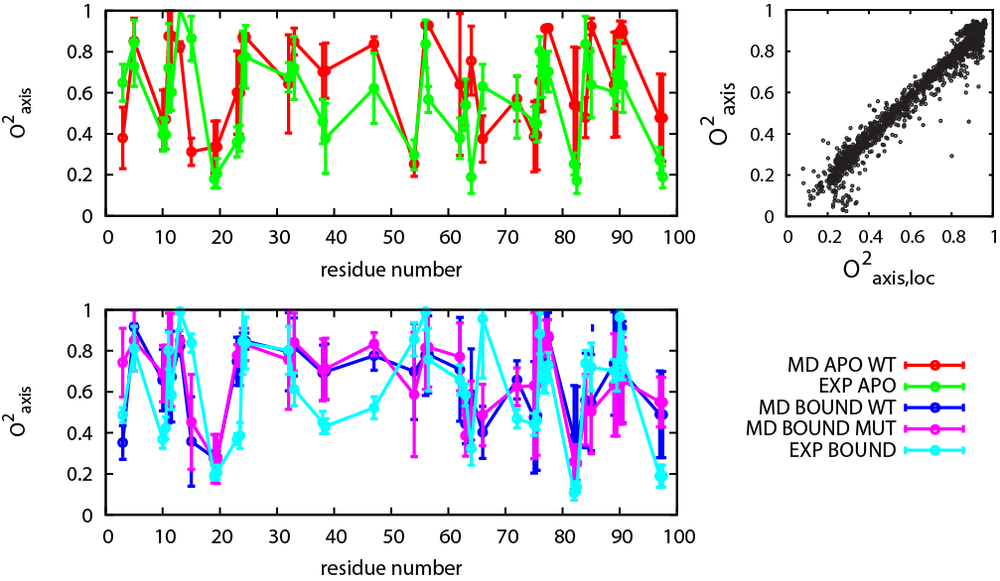 1
0.8
0.6
0.4
0.2
0
O²axis
0 10 20 30 40 50 60 70 80 90 100
residue number
1
0.8
0.6
0.4
0.2
0
O²axis
0 0.2 0.4 0.6 0.8 1
O²axis,loc
1
0.8
0.6
0.4
0.2
0
O²axis
0 10 20 30 40 50 60 70 80 90 100
residue number
MD APO WT
EXP APO
MD BOUND WT
MD BOUND MUT
EXP BOUND